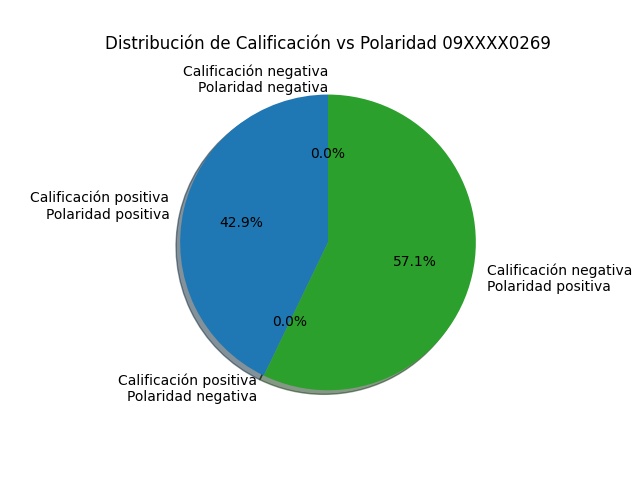 Distribución de Calificación vs Polaridad 09XXXX0269
Calificación negativa
Polaridad negativa
0.0%
Calificación positiva
Polaridad positiva
42.9%
57.1%
Calificación negativa
Polaridad positiva
0.0%
Calificación positiva
Polaridad negativa